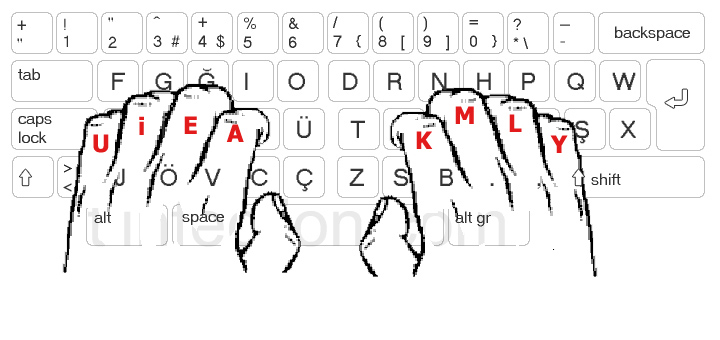 + ! " ^ + % & / ( ) = ? _ backspace
" 1 2 3 # 4 $ 5 6 7 { 8 [ 9 ] 0 } * \ -
tab F G Ğ I O D R N H P Q W
caps lock U i E A Ü T K M L Y Ş X
> < J Ö V C Ç Z S B . , shift
alt space alt gr